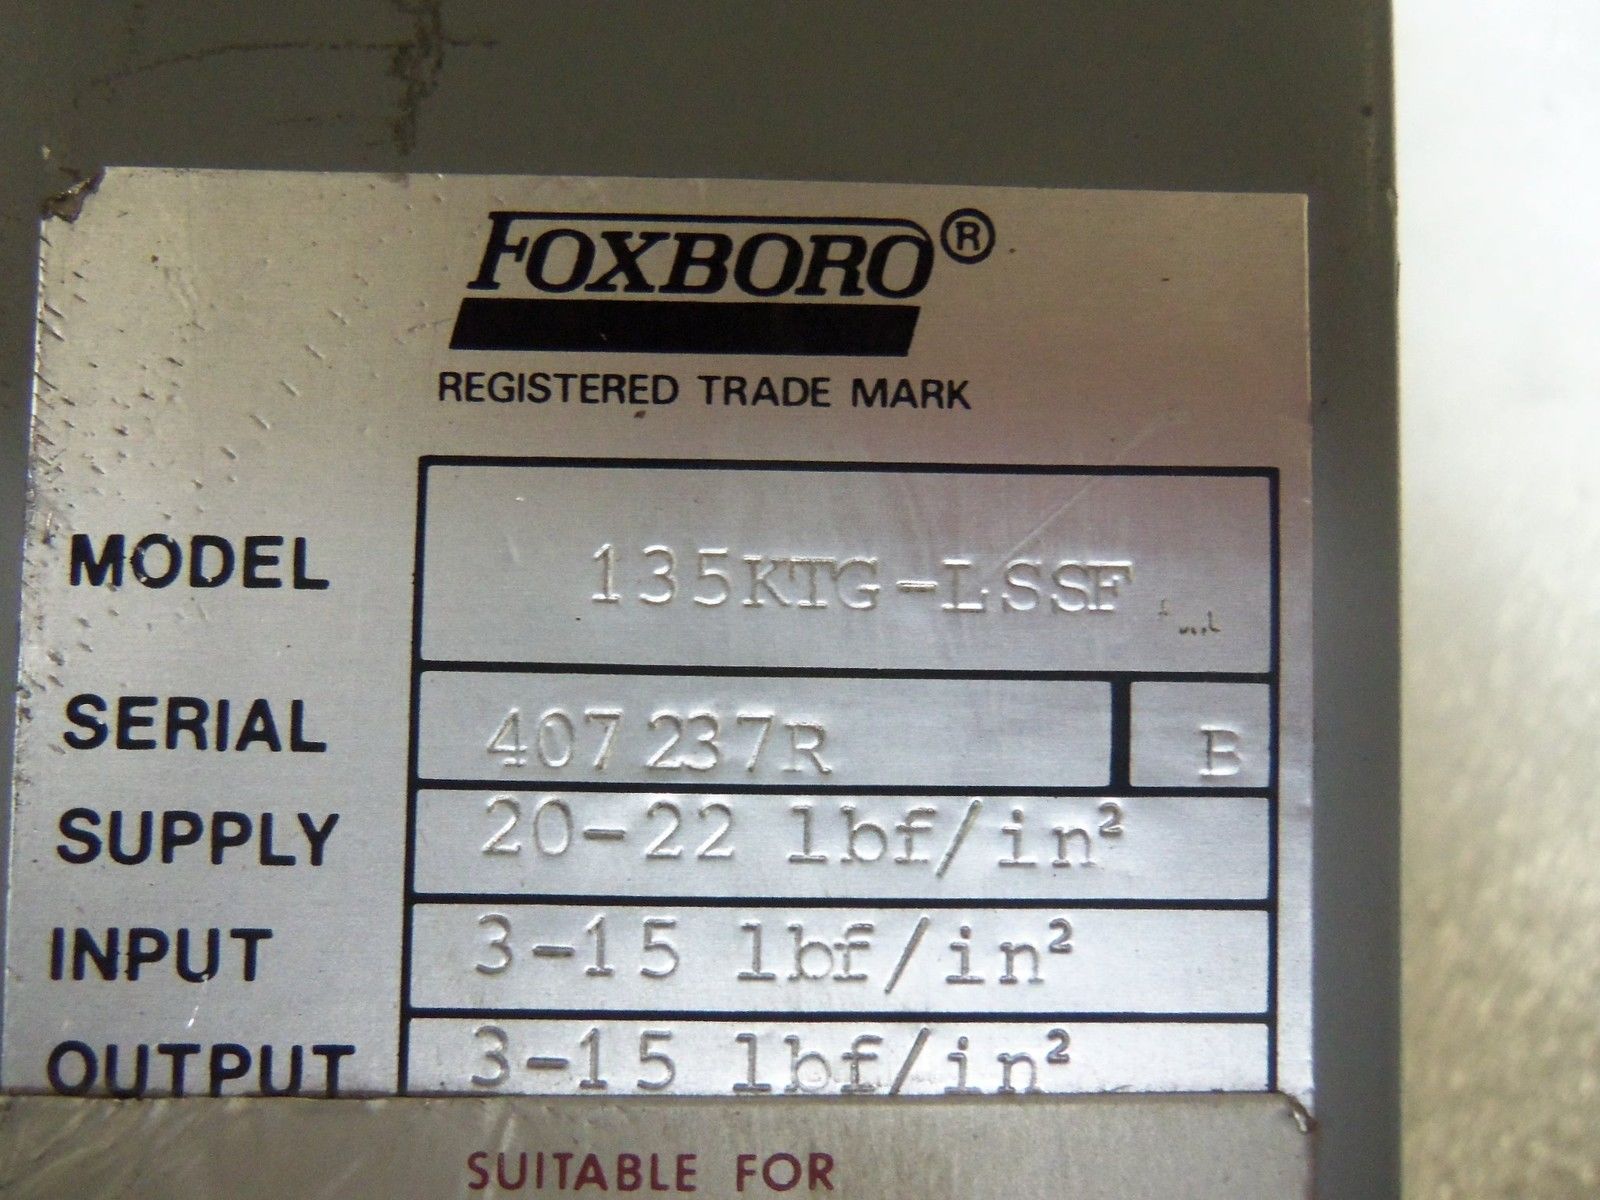 FOXBORO®
REGISTERED TRADE MARK
MODEL 135KTG-LSSF
SERIAL 407237R B
SUPPLY 20-22 lbf/in²
INPUT 3-15 lbf/in²
OUTPUT 3-15 lbf/in²
SUITABLE FOR